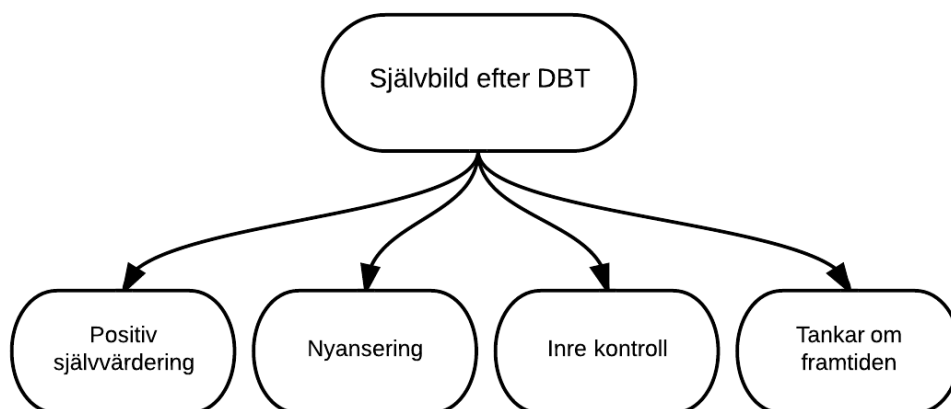 Självbild efter DBT
Positiv
självvärdering
Nyansering
Inre kontroll
Tankar om
framtiden